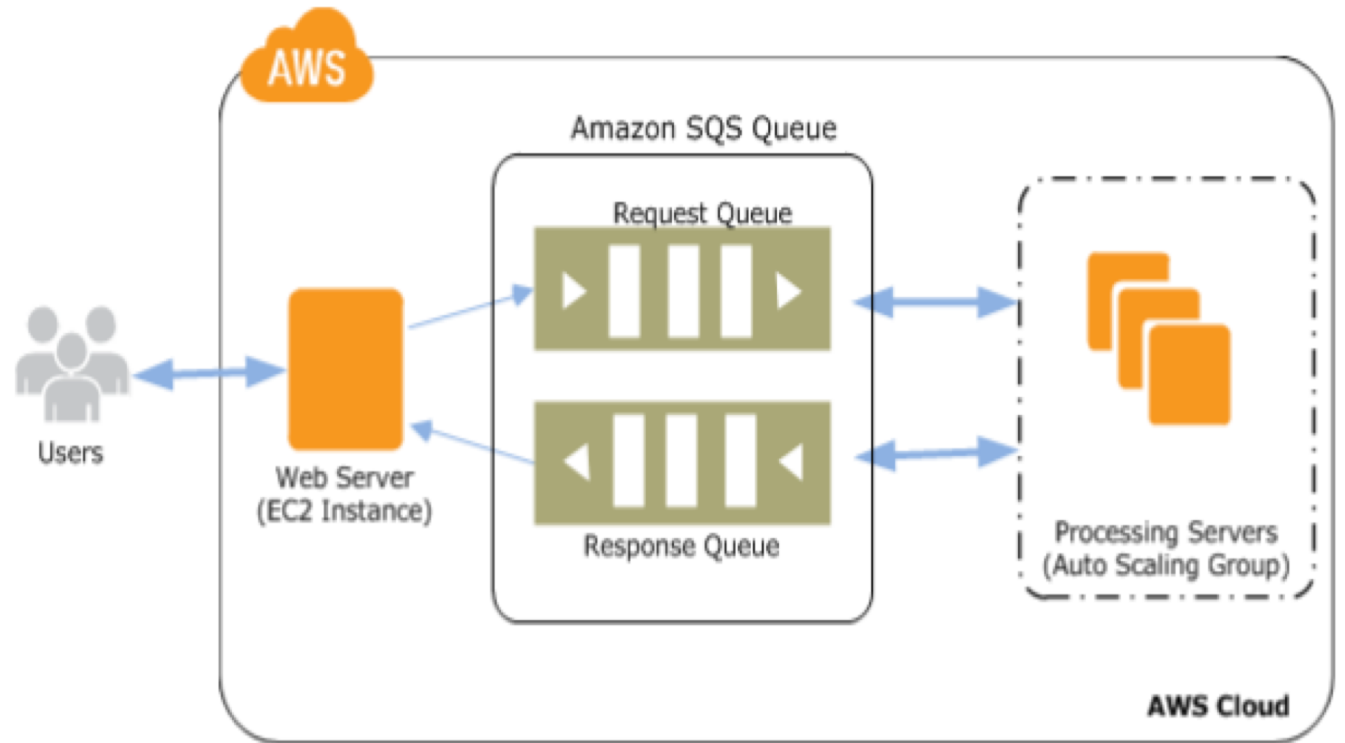 AWS
Amazon SQS Queue
Request Queue
Users
Web Server
(EC2 Instance)
Response Queue
Processing Servers
(Auto Scaling Group)
AWS Cloud